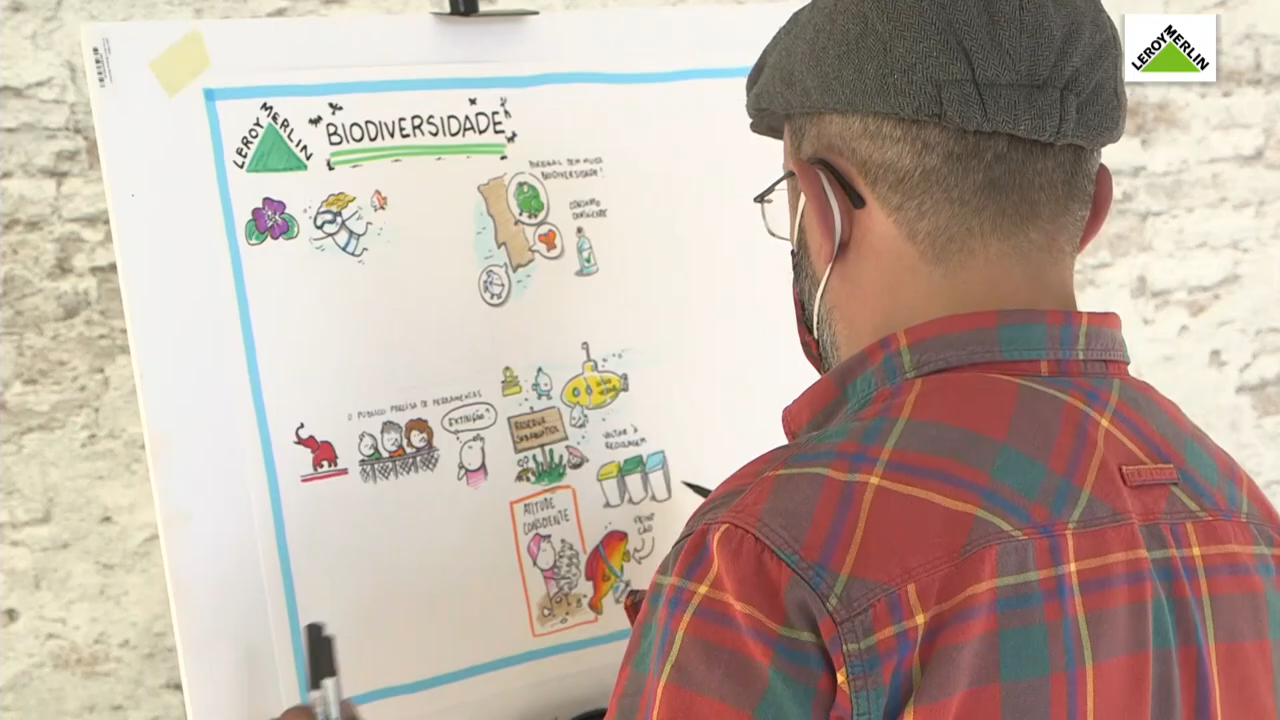 LEROY MERLIN
LEROY MERLIN
BIODIVERSIDADE
PORTUGAL TEM MUITA
BIODIVERSIDADE!
CONSUMO
CONSCIENTE
O PÚBLICO PRECISA DE FERRAMENTAS
EXTINÇÃO?
RESERVA
SUBAQUÁTICA
VOLTAR À
RECICLAGEM
ATITUDE
CONSCIENTE